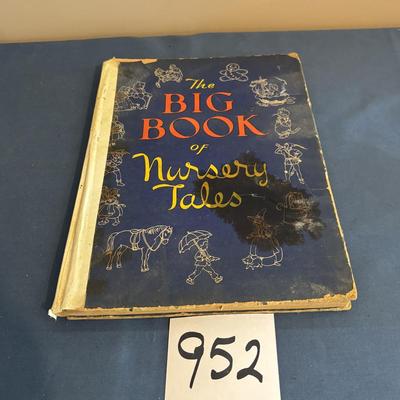 The
BIG
BOOK
of
Nursery
Tales
952